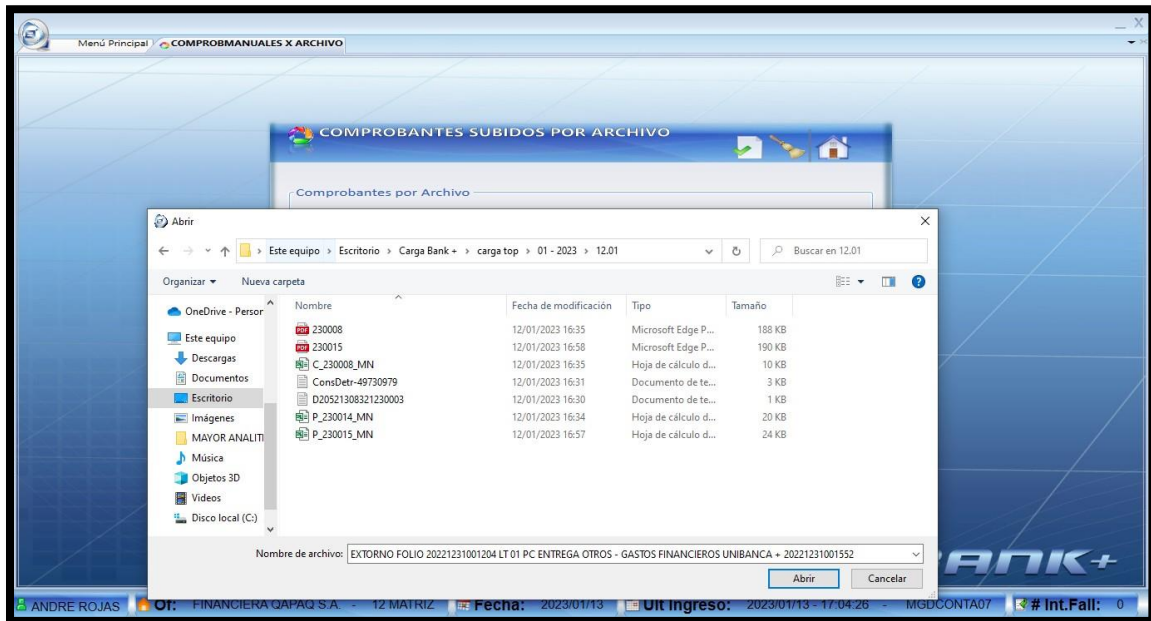 _ X
Menú Principal COMPROBMANUALES X ARCHIVO
COMPROBANTES SUBIDOS POR ARCHIVO
Comprobantes por Archivo
Abrir
Este equipo > Escritorio > Carga Bank + > carga top > 01 - 2023 > 12.01 Buscar en 12.01
Organizar Nueva carpeta
Nombre Fecha de modificación Tipo Tamaño
OneDrive - Person
Este equipo
Descargas
Documentos
Escritorio
Imágenes
MAYOR ANALITI
Música
Objetos 3D
Videos
Disco local (C:)
PDF 230008 12/01/2023 16:35 Microsoft Edge P... 188 KB
PDF 230015 12/01/2023 16:58 Microsoft Edge P... 190 KB
C_230008_MN 12/01/2023 16:35 Hoja de cálculo d... 10 KB
ConsDetr-49730979 12/01/2023 16:31 Documento de te... 3 KB
D20521308321230003 12/01/2023 16:30 Documento de te... 1 KB
P_230014_MN 12/01/2023 16:34 Hoja de cálculo d... 20 KB
P_230015_MN 12/01/2023 16:57 Hoja de cálculo d... 24 KB
Nombre de archivo: EXTORNO FOLIO 20221231001204 LT 01 PC ENTREGA OTROS - GASTOS FINANCIEROS UNIBANCA + 20221231001552
Abrir Cancelar
BANK+
ANDRE ROJAS Of: FINANCIERA QAPAQ S.A. - 12 MATRIZ Fecha: 2023/01/13 Ult Ingreso: 2023/01/13 - 17:04:26 - MGDCONTA07 # Int.Fall: 0